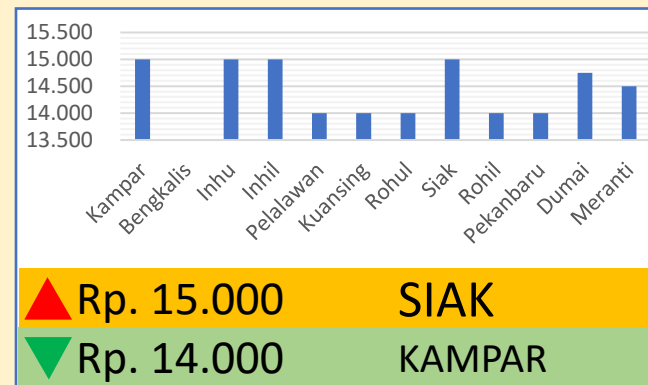 15.500
15.000
14.500
14.000
13.500
Kampar
Bengkalis
Inhu
Inhil
Pelalawan
Kuansing
Rohul
Siak
Rohil
Pekanbaru
Dumai
Meranti
Rp. 15.000 SIAK
Rp. 14.000 KAMPAR